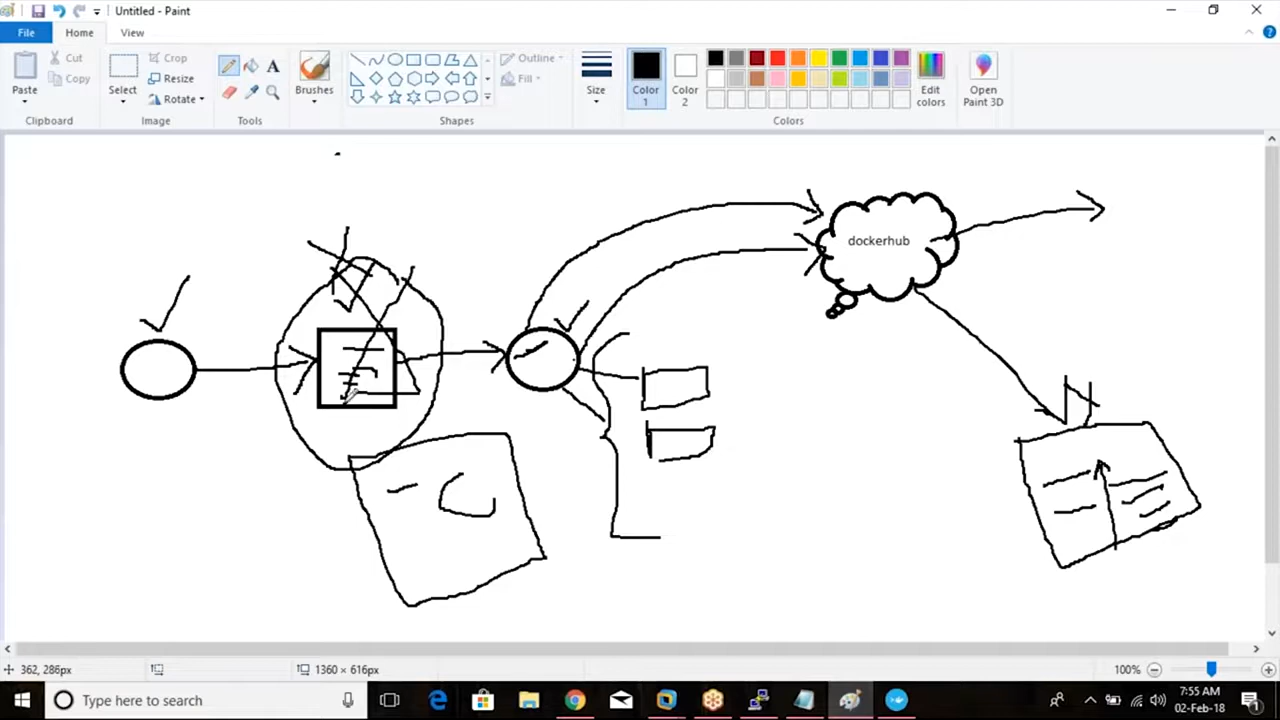 Untitled - Paint
File
Home
View
Paste
Cut
Copy
Clipboard
Select
Crop
Resize
Rotate
Image
A
Tools
Brushes
Outline
Fill
Shapes
Size
Color
1
Color
2
Edit
colors
Colors
Open
Paint 3D
dockerhub
362, 286px
1360 × 616px
100%
Type here to search
7:55 AM
02-Feb-18